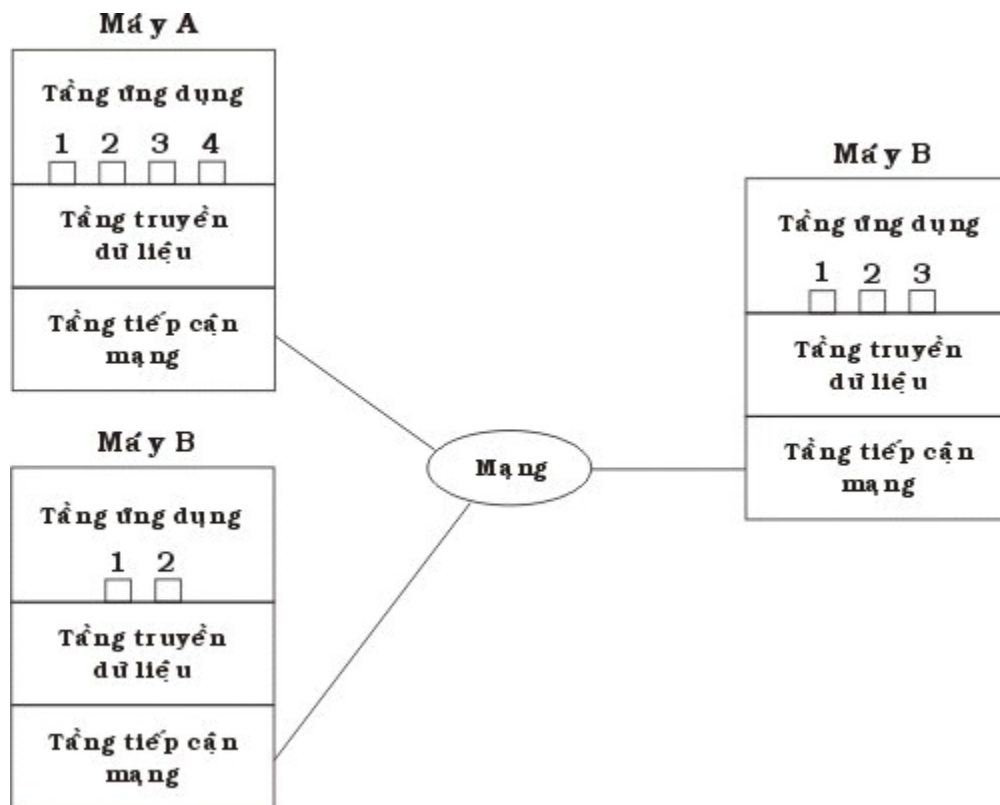 Máy A
Tầng ứng dụng
1 2 3 4
Tầng truyền
dữ liệu
Tầng tiếp cận
mạng
Máy B
Tầng ứng dụng
1 2
Tầng truyền
dữ liệu
Tầng tiếp cận
mạng
Mạng
Máy B
Tầng ứng dụng
1 2 3
Tầng truyền
dữ liệu
Tầng tiếp cận
mạng